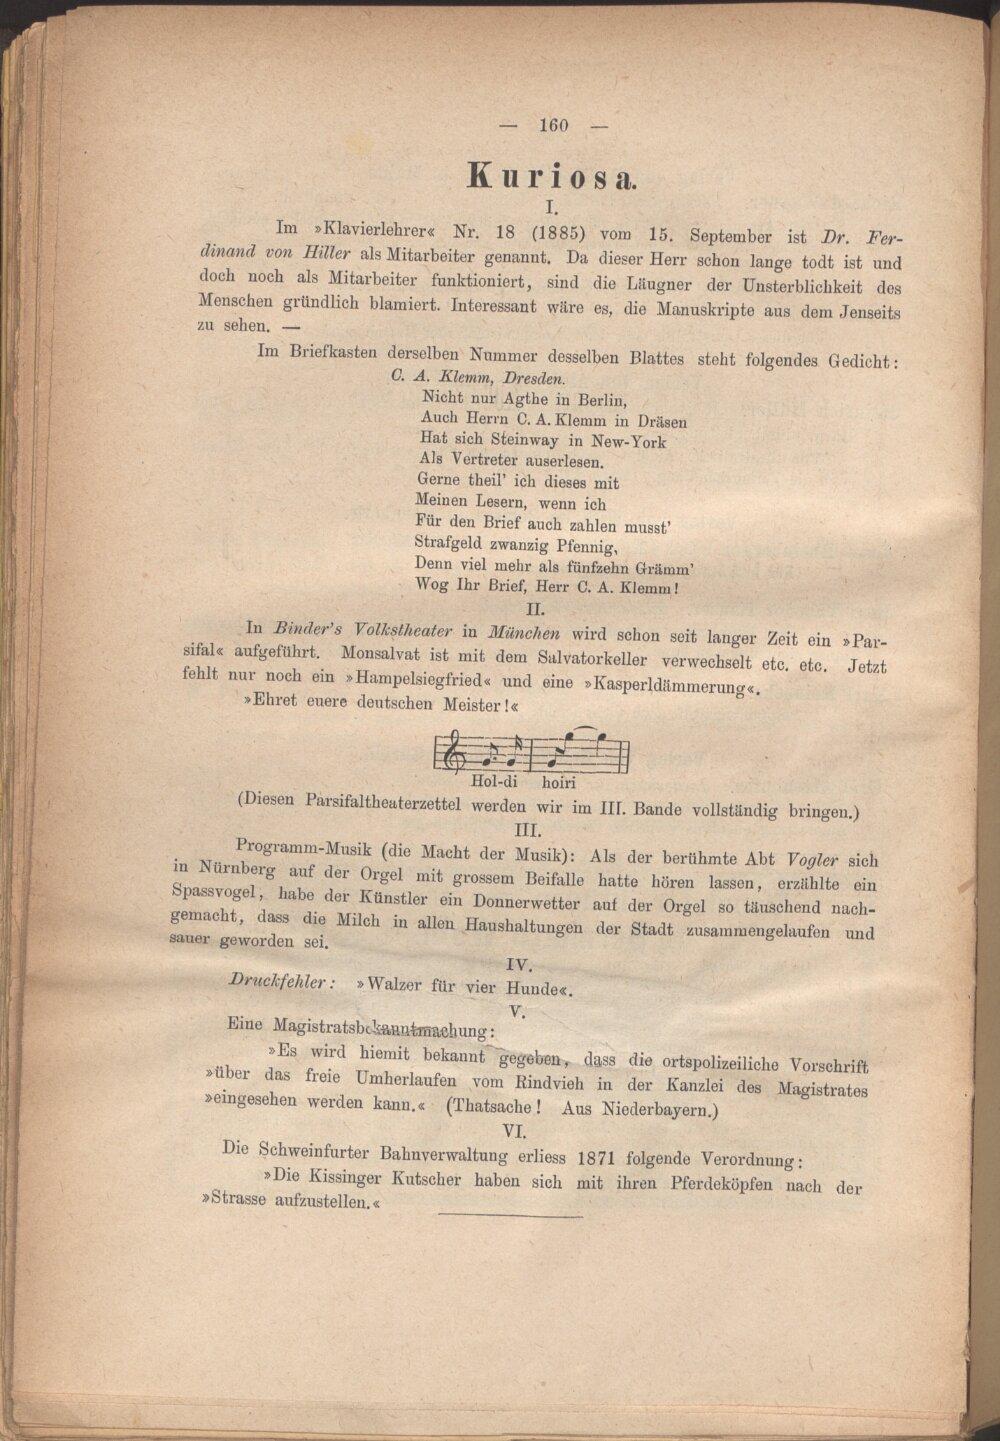 — 160 —
Kuriosa.
I.
Im »Klavierlehrer« Nr. 18 (1885) vom 15. September ist Dr. Fer-
dinand von Hiller als Mitarbeiter genannt. Da dieser Herr schon lange todt ist und
doch noch als Mitarbeiter funktioniert, sind die Läugner der Unsterblichkeit des
Menschen gründlich blamiert. Interessant wäre es, die Manuskripte aus dem Jenseits
zu sehen. —
Im Briefkasten derselben Nummer desselben Blattes steht folgendes Gedicht:
C. A. Klemm, Dresden.
Nicht nur Agthe in Berlin,
Auch Herrn C. A. Klemm in Dräsen
Hat sich Steinway in New-York
Als Vertreter auserlesen.
Gerne theil' ich dieses mit
Meinen Lesern, wenn ich
Für den Brief auch zahlen musst'
Strafgeld zwanzig Pfennig,
Denn viel mehr als fünfzehn Grämm'
Wog Ihr Brief, Herr C. A. Klemm!
II.
In Binder's Volkstheater in München wird schon seit langer Zeit ein »Par-
sifal« aufgeführt. Monsalvat ist mit dem Salvatorkeller verwechselt etc. etc. Jetzt
fehlt nur noch ein »Hampelsiegfried« und eine »Kasperldämmerung«.
»Ehret euere deutschen Meister!«
Hol-di hoiri
(Diesen Parsifaltheaterzettel werden wir im III. Bande vollständig bringen.)
III.
Programm-Musik (die Macht der Musik): Als der berühmte Abt Vogler sich
in Nürnberg auf der Orgel mit grossem Beifalle hatte hören lassen, erzählte ein
Spassvogel, habe der Künstler ein Donnerwetter auf der Orgel so täuschend nach-
gemacht, dass die Milch in allen Haushaltungen der Stadt zusammengelaufen und
sauer geworden sei.
IV.
Druckfehler: »Walzer für vier Hunde«.
V.
Eine Magistratsbekanntmachung:
»Es wird hiemit bekannt gegeben, dass die ortspolizeiliche Vorschrift
»über das freie Umherlaufen vom Rindvieh in der Kanzlei des Magistrates
»eingesehen werden kann.« (Thatsache! Aus Niederbayern.)
VI.
Die Schweinfurter Bahnverwaltung erliess 1871 folgende Verordnung:
»Die Kissinger Kutscher haben sich mit ihren Pferdeköpfen nach der
»Strasse aufzustellen.«